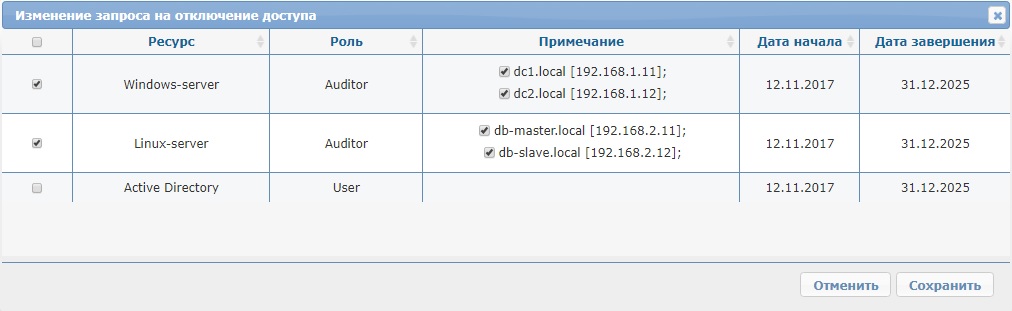 Изменение запроса на отключение доступа
Ресурс Роль Примечание Дата начала Дата завершения
Windows-server Auditor dc1.local [192.168.1.11]; 12.11.2017 31.12.2025
dc2.local [192.168.1.12];
Linux-server Auditor db-master.local [192.168.2.11]; 12.11.2017 31.12.2025
db-slave.local [192.168.2.12];
Active Directory User 12.11.2017 31.12.2025
Отменить Сохранить